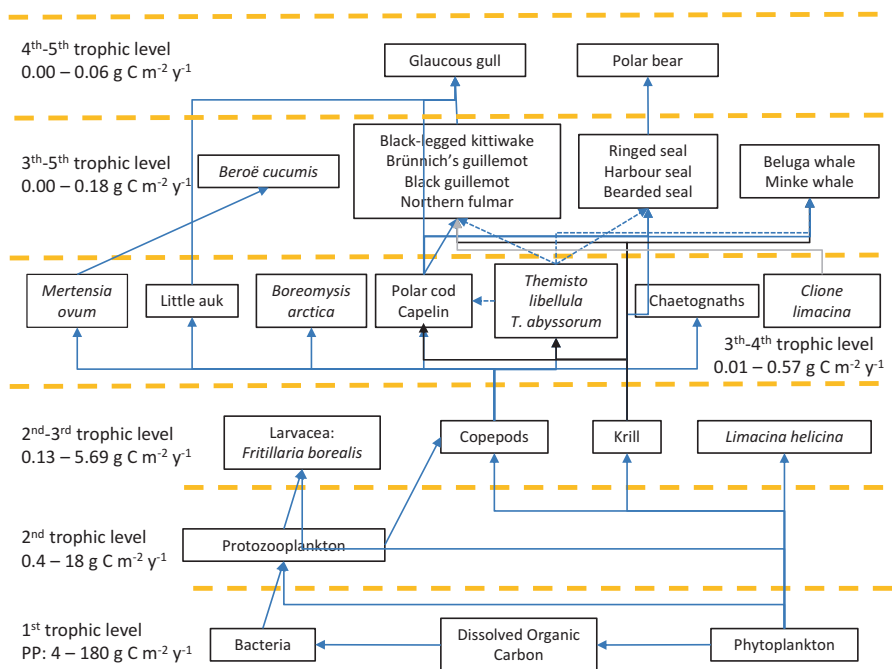 4th-5th trophic level
0.00 – 0.06 g C m-2 y-1
Glaucous gull
Polar bear
3th-5th trophic level
0.00 - 0.18 g C m-2 y-1
Beroë cucumis
Black-legged kittiwake
Brünnich's guillemot
Black guillemot
Northern fulmar
Ringed seal
Harbour seal
Bearded seal
Beluga whale
Minke whale
Mertensia
ovum
Little auk
Boreomysis
arctica
Polar cod
Capelin
Themisto
libellula
T. abyssorum
Chaetognaths
Clione
limacina
3th-4th trophic level
0.01 – 0.57 g C m-2 y-1
2nd-3rd trophic level
0.13 - 5.69 g C m-2 y-1
Larvacea:
Fritillaria borealis
Copepods
Krill
Limacina helicina
2nd trophic level
0.4 – 18 g C m-2 y-1
Protozooplankton
1st trophic level
PP: 4 – 180 g C m-2 y-1
Bacteria
Dissolved Organic
Carbon
Phytoplankton